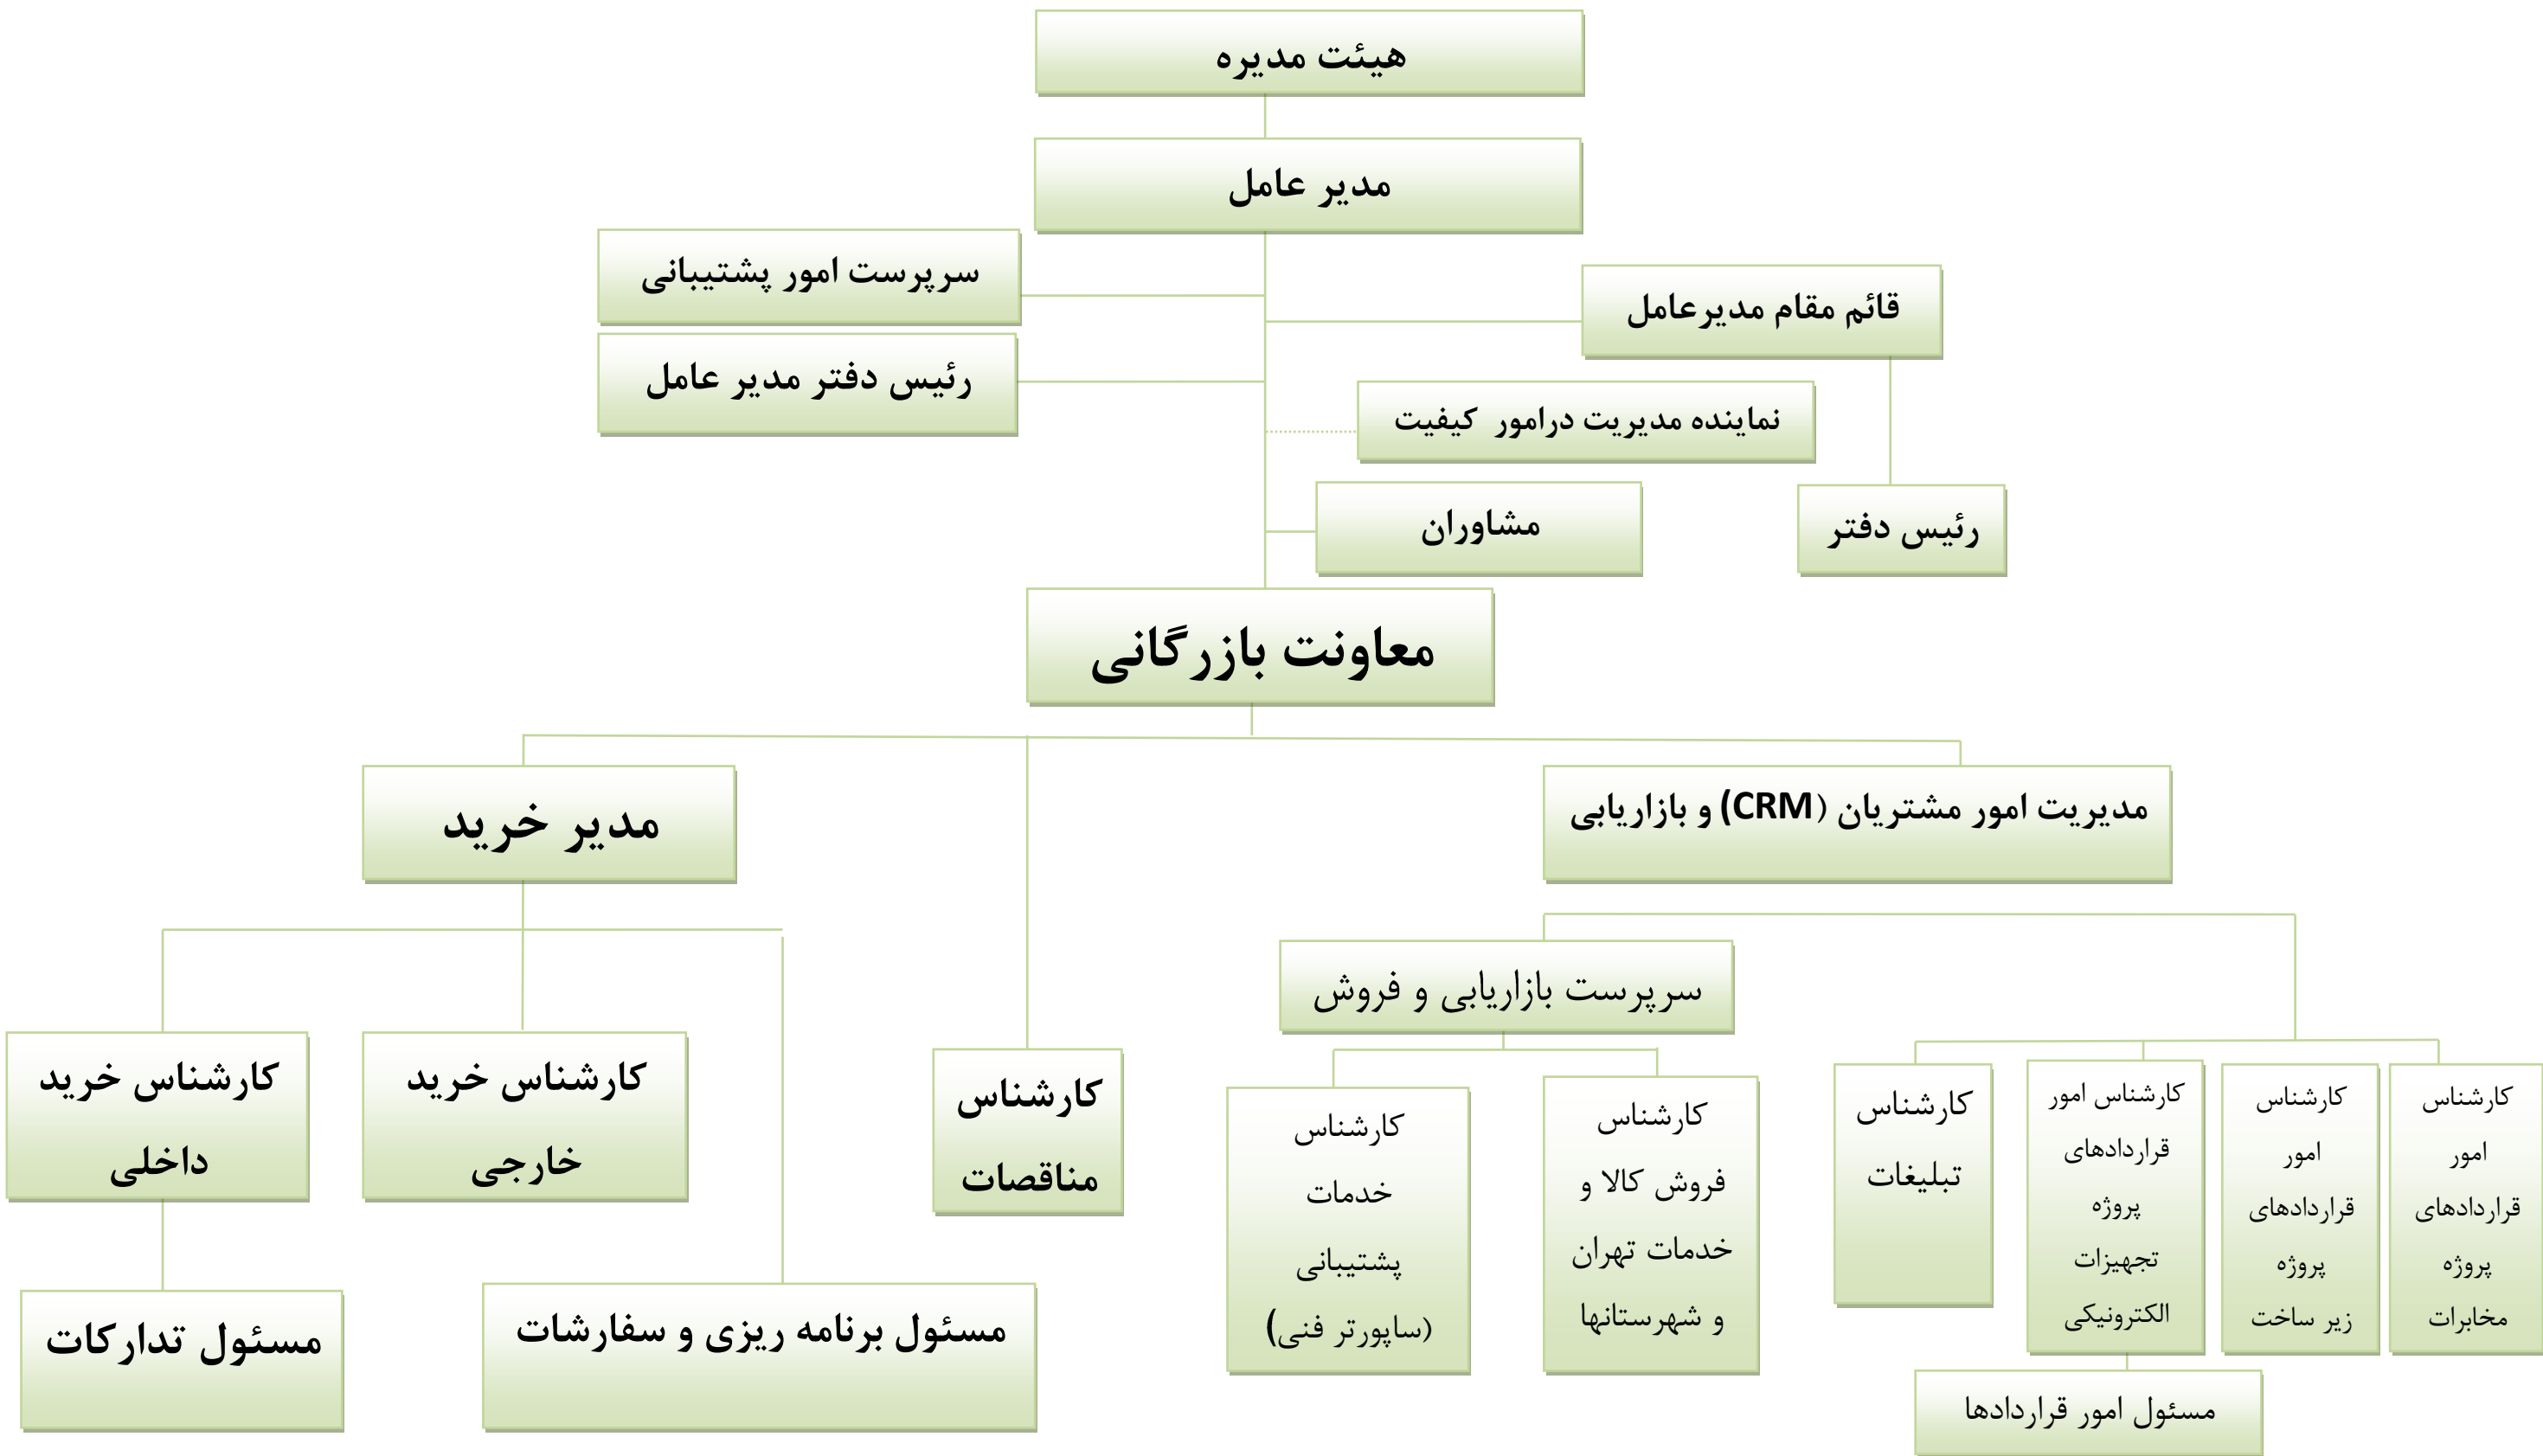 هیئت مدیره
مدیر عامل
سرپرست امور پشتیبانی
قائم مقام مدیرعامل
رئیس دفتر مدیر عامل
نماینده مدیریت درامور کیفیت
مشاوران
رئیس دفتر
معاونت بازرگانی
مدیریت امور مشتریان (CRM) و بازاریابی
مدیر خرید
سرپرست بازاریابی و فروش
کارشناس
امور
قراردادهای
پروژه
مخابرات
کارشناس
امور
قراردادهای
پروژه
زیر ساخت
کارشناس امور
قراردادهای
پروژه
تجهیزات
الکترونیکی
کارشناس
تبلیغات
کارشناس
فروش کالا و
خدمات تهران
و شهرستانها
کارشناس
خدمات
پشتیبانی
(ساپورتر فنی)
کارشناس
مناقصات
کارشناس خرید
خارجی
کارشناس خرید
داخلی
مسئول برنامه ریزی و سفارشات
مسئول تدارکات
مسئول امور قراردادها